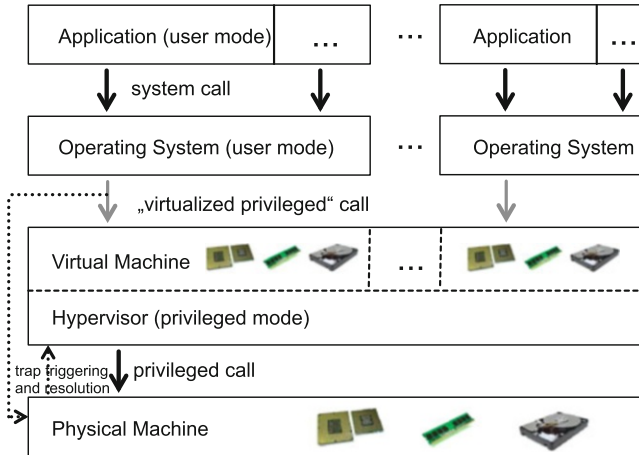 Application (user mode) ... ... Application ...
system call
Operating System (user mode) ... Operating System
„virtualized privileged“ call
Virtual Machine ...
Hypervisor (privileged mode)
trap triggering
and resolution
privileged call
Physical Machine